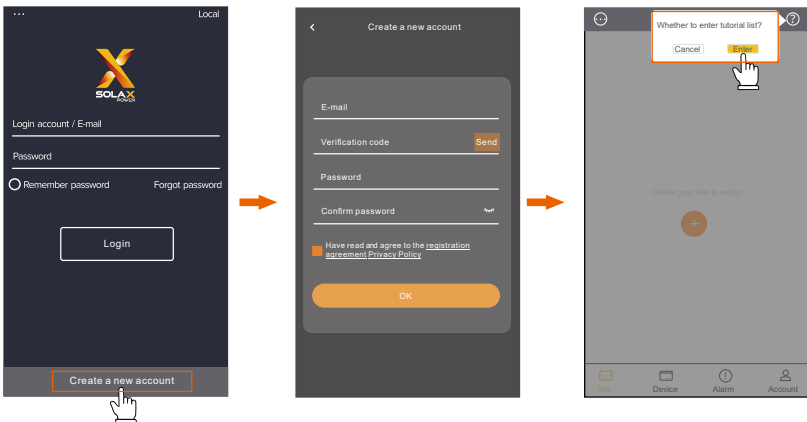 Local
SOLAX
POWER
Login account / E-mail
Password
Remember password Forgot password
Login
Create a new account
Create a new account
E-mail
Verification code Send
Password
Confirm password
Have read and agree to the registration
agreement Privacy Policy
OK
Whether to enter tutorial list?
Cancel Enter
Create your site to enjoy!
Site Device Alarm Account